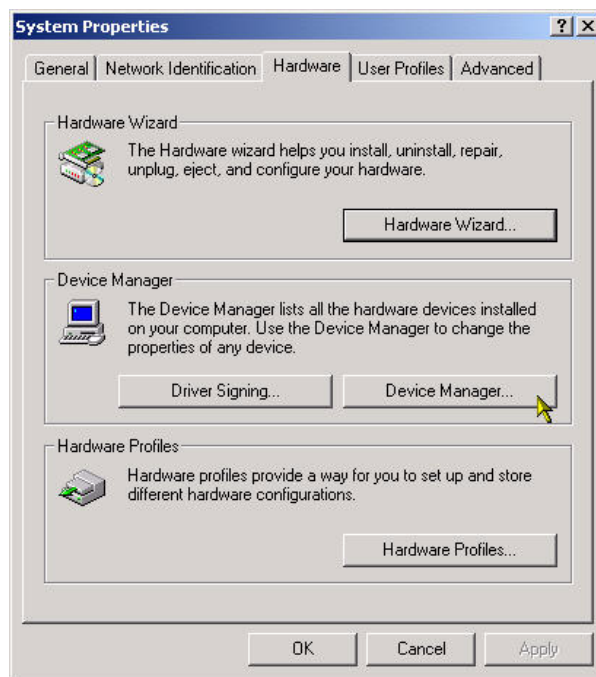 System Properties
General
Network Identification
Hardware
User Profiles
Advanced
Hardware Wizard
The Hardware wizard helps you install, uninstall, repair,
unplug, eject, and configure your hardware.
Hardware Wizard...
Device Manager
The Device Manager lists all the hardware devices installed
on your computer. Use the Device Manager to change the
properties of any device.
Driver Signing...
Device Manager...
Hardware Profiles
Hardware profiles provide a way for you to set up and store
different hardware configurations.
Hardware Profiles...
OK
Cancel
Apply